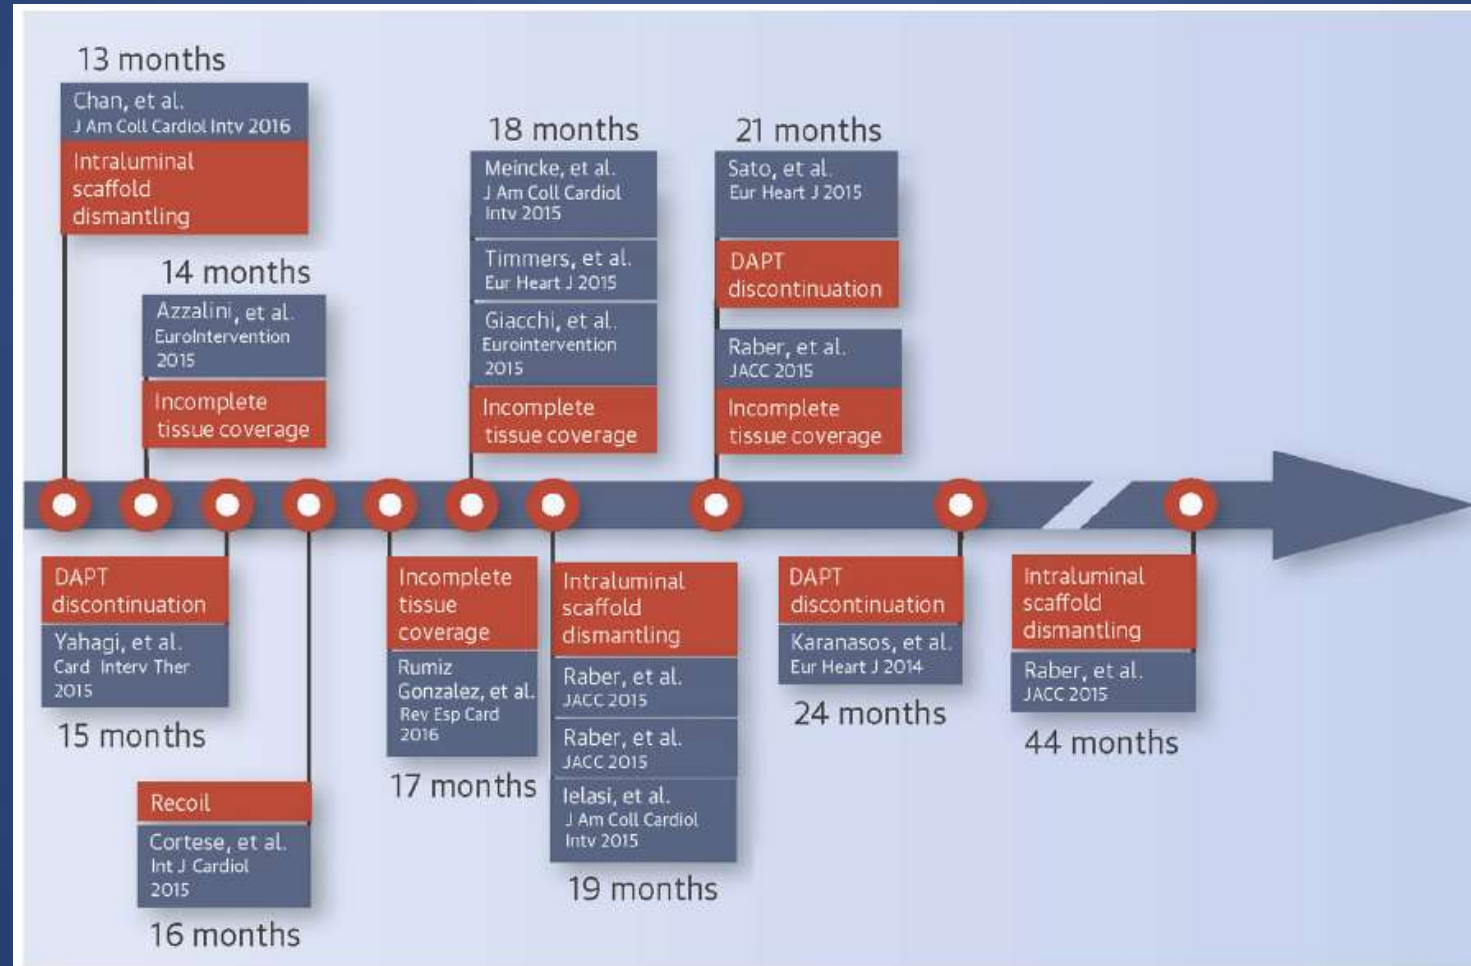 13 months
Chan, et al.
J Am Coll Cardiol Intv 2016
Intraluminal
scaffold
dismantling
14 months
Azzalini, et al.
EuroIntervention
2015
Incomplete
tissue coverage
18 months
Meincke, et al.
J Am Coll Cardiol
Intv 2015
Timmers, et al.
Eur Heart J 2015
Giacchi, et al.
Eurointervention
2015
Incomplete
tissue coverage
21 months
Sato, et al.
Eur Heart J 2015
DAPT
discontinuation
Raber, et al.
JACC 2015
Incomplete
tissue coverage
DAPT
discontinuation
Yahagi, et al.
Card Interv Ther
2015
15 months
Recoil
Cortese, et al.
Int J Cardiol
2015
16 months
Incomplete
tissue
coverage
Rumiz
Gonzalez, et al.
Rev Esp Card
2016
17 months
Intraluminal
scaffold
dismantling
Raber, et al.
JACC 2015
Raber, et al.
JACC 2015
Ielasi, et al.
J Am Coll Cardiol
Intv 2015
19 months
DAPT
discontinuation
Karanasos, et al.
Eur Heart J 2014
24 months
Intraluminal
scaffold
dismantling
Raber, et al.
JACC 2015
44 months